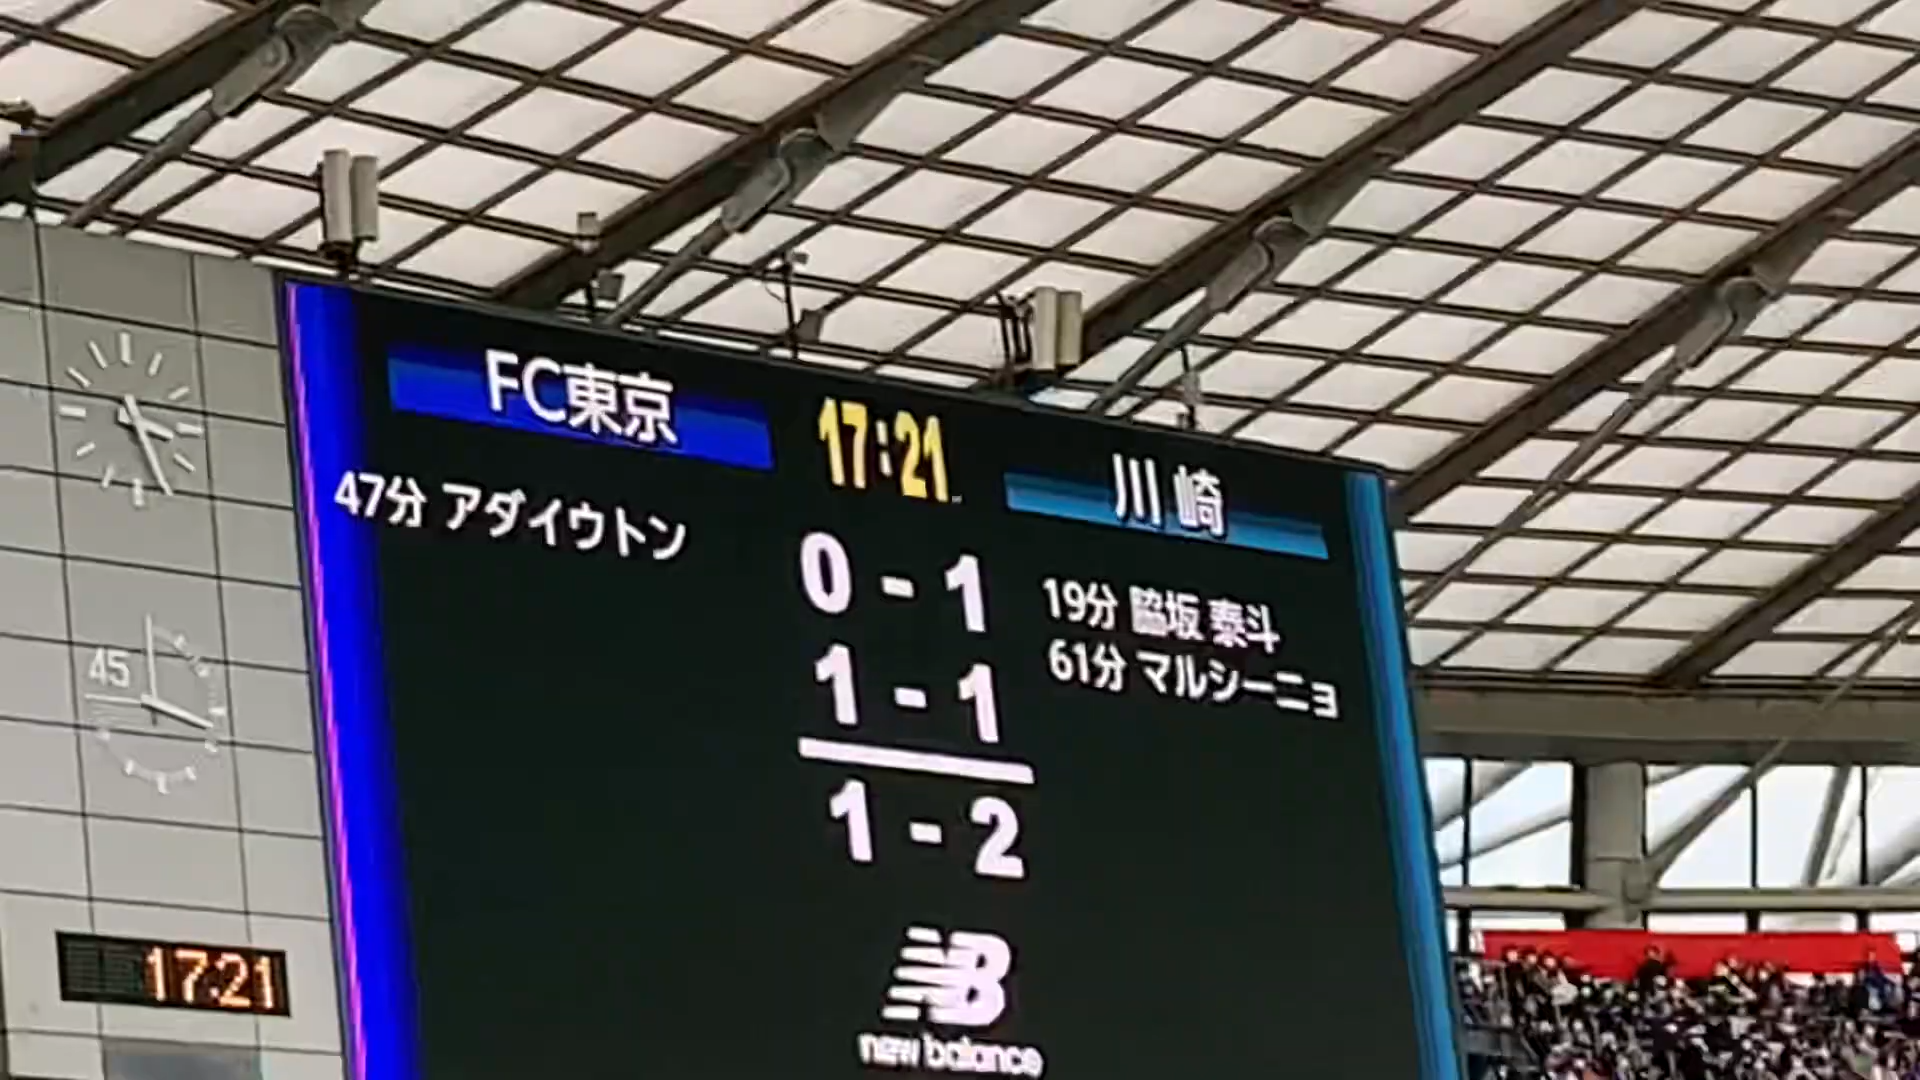 FC東京
17:21
川崎
47分 アダイウトン
0 - 1
19分 脇坂 泰斗
1 - 1
61分 マルシーニョ
1 - 2
NB
new balance
45
17:21